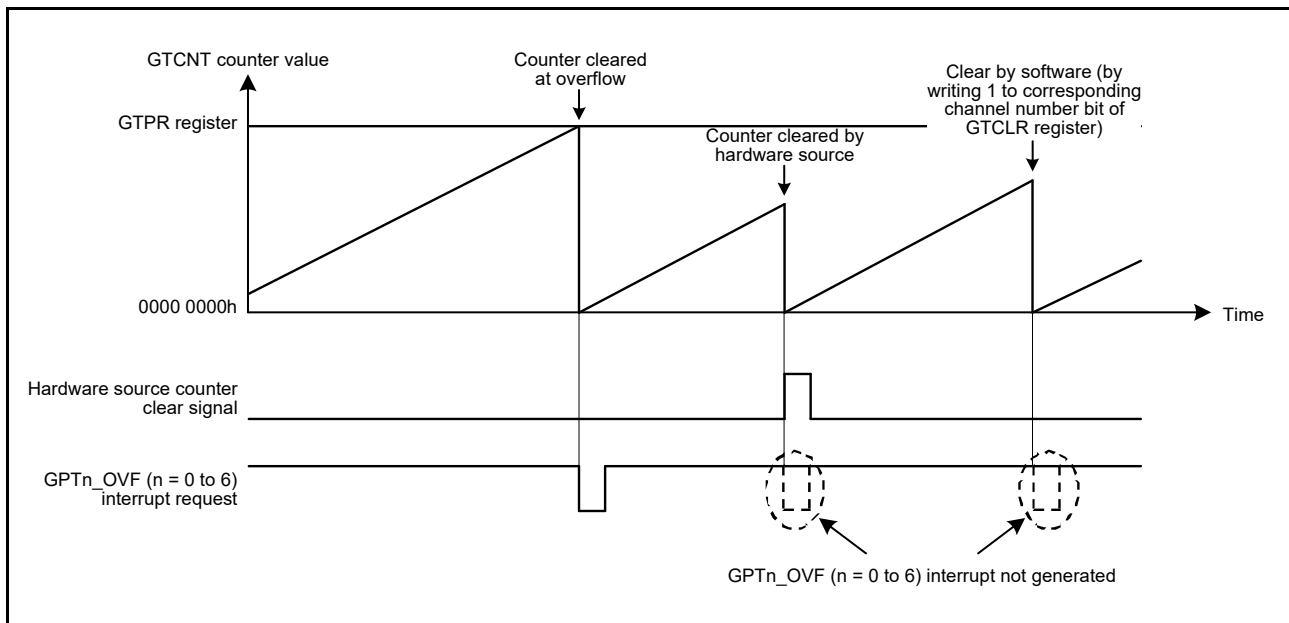 GTCNT counter value
Counter cleared
at overflow
Clear by software (by
writing 1 to corresponding
channel number bit of
GTCLR register)
GTPR register
Counter cleared by
hardware source
0000 0000h
Time
Hardware source counter
clear signal
GPTn_OVF (n = 0 to 6)
interrupt request
GPTn_OVF (n = 0 to 6) interrupt not generated